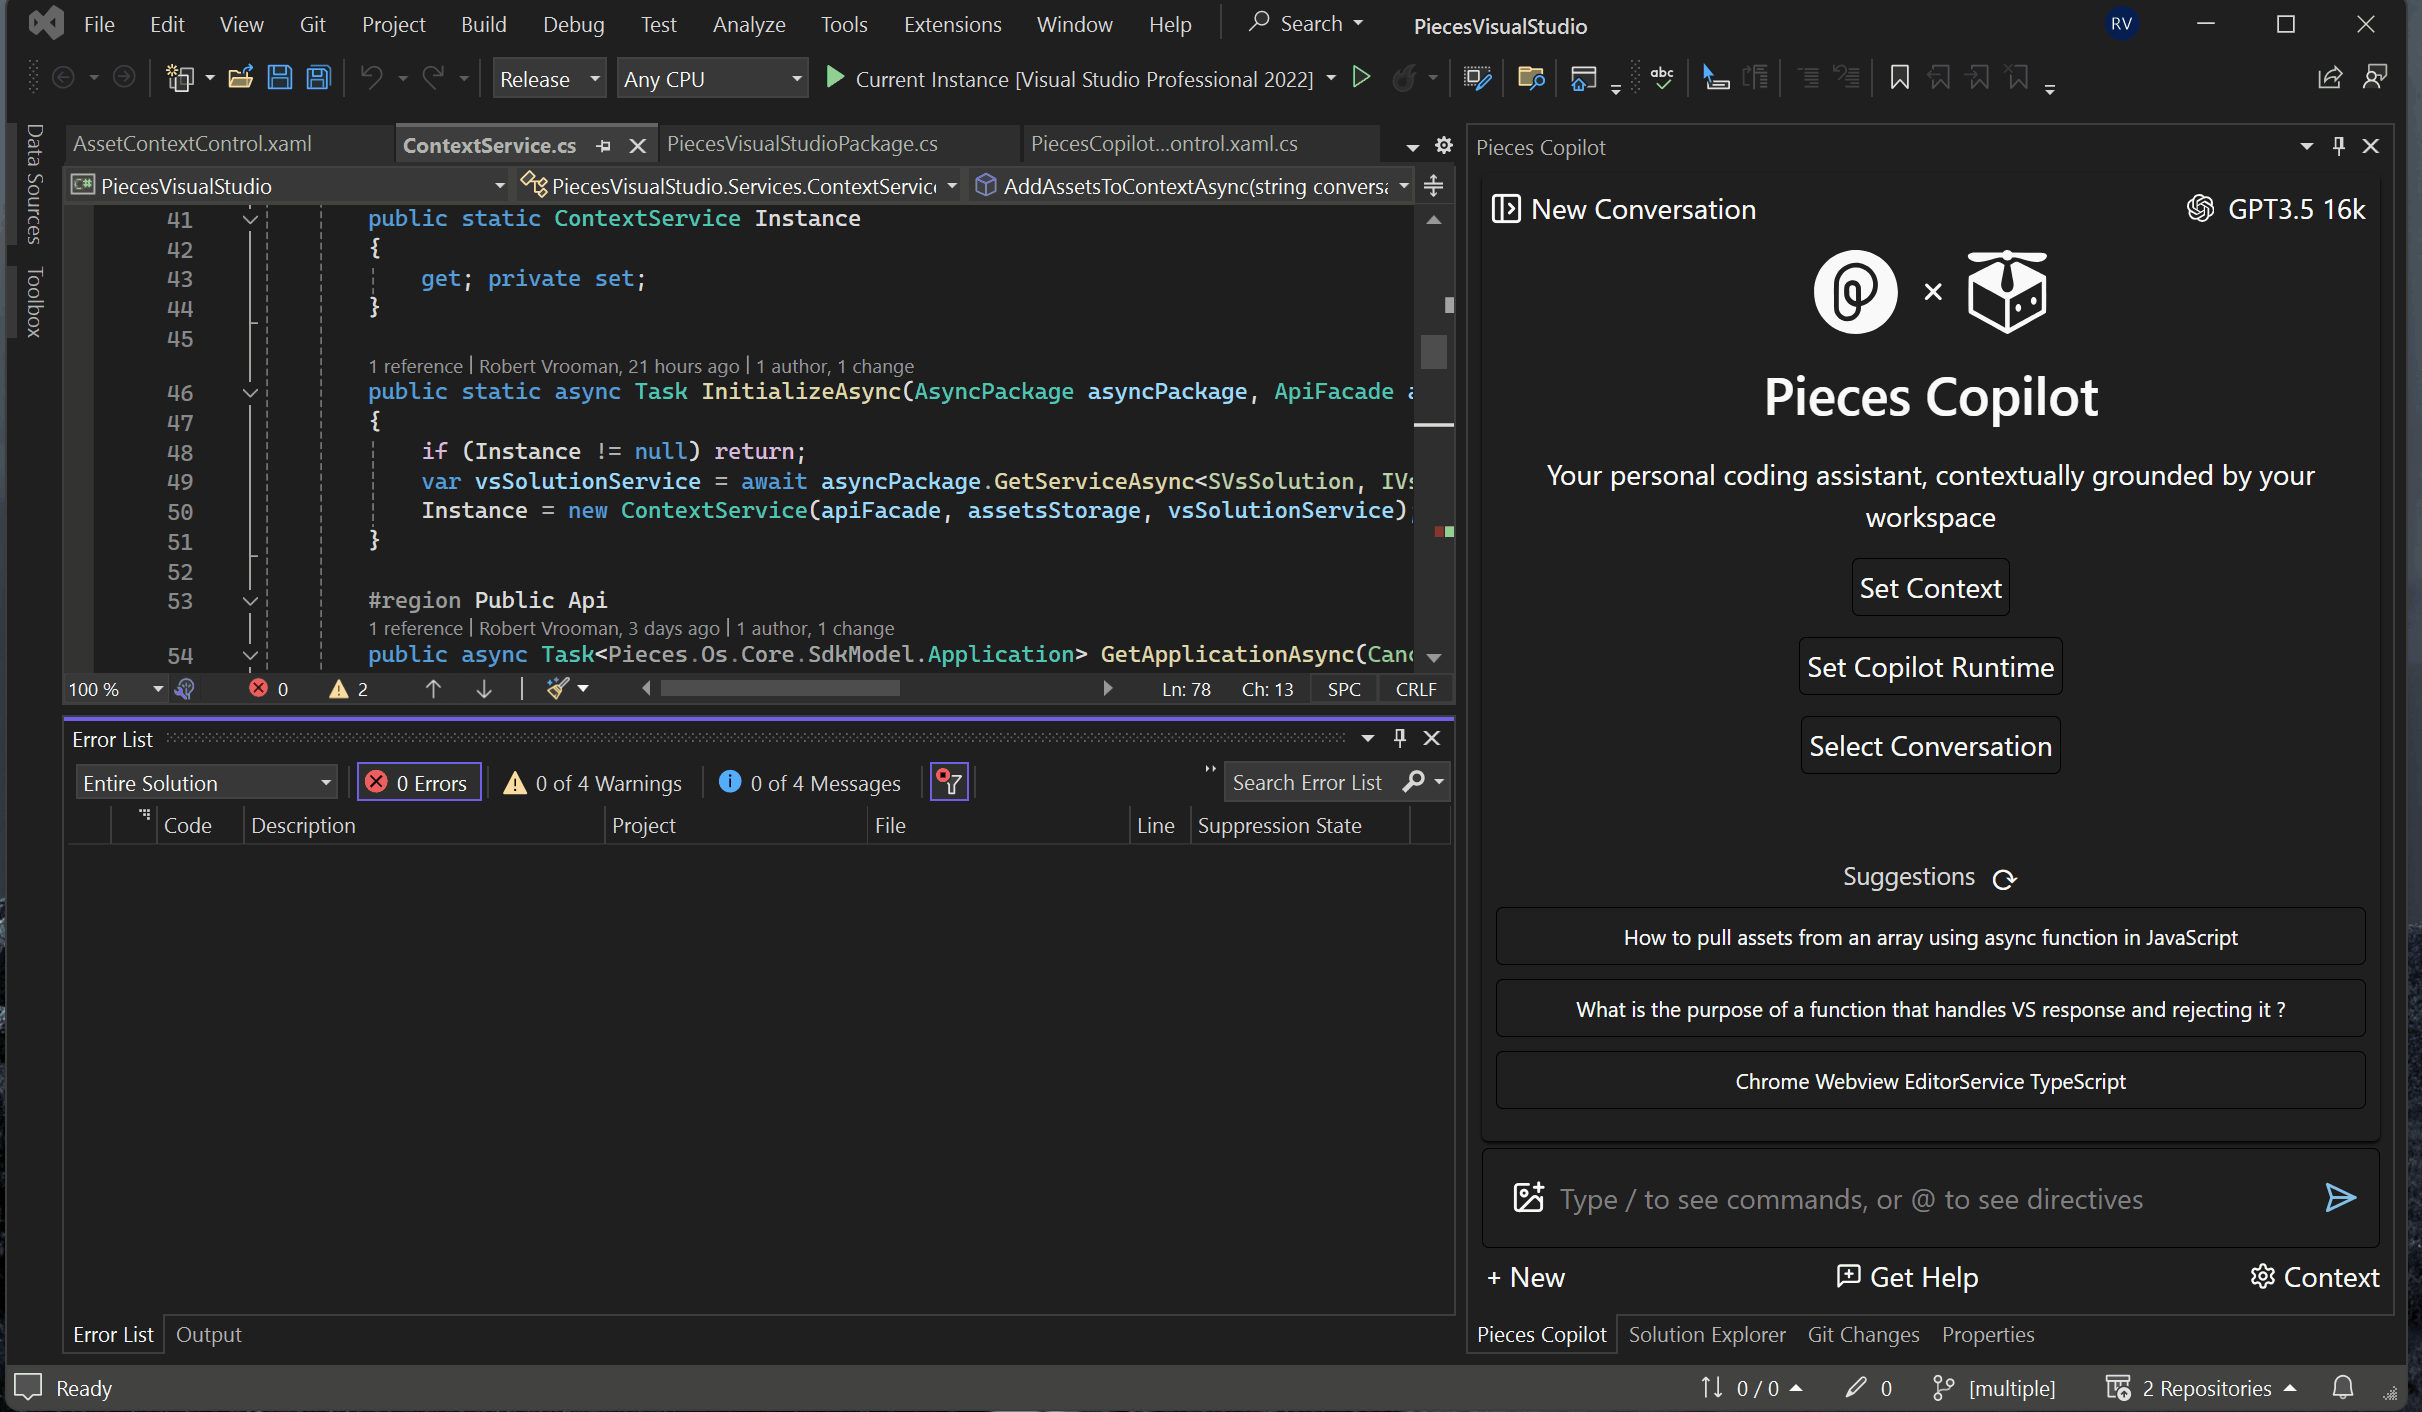 File Edit View Git Project Build Debug Test Analyze Tools Extensions Window Help Search PiecesVisualStudio RV
Release Any CPU Current Instance [Visual Studio Professional 2022] abc
Data Sources
Toolbox
AssetContextControl.xaml ContextService.cs PiecesVisualStudioPackage.cs PiecesCopilot...ontrol.xaml.cs
C# PiecesVisualStudio PiecesVisualStudio.Services.ContextServic AddAssetsToContextAsync(string convers
41 public static ContextService Instance
42 {
43 get; private set;
44 }
45
1 reference | Robert Vrooman, 21 hours ago | 1 author, 1 change
46 public static async Task InitializeAsync(AsyncPackage asyncPackage, ApiFacade a
47 {
48 if (Instance != null) return;
49 var vsSolutionService = await asyncPackage.GetServiceAsync<SVsSolution, IVs
50 Instance = new ContextService(apiFacade, assetsStorage, vsSolutionService);
51 }
52
53 #region Public Api
1 reference | Robert Vrooman, 3 days ago | 1 author, 1 change
54 public async Task<Pieces.Os.Core.SdkModel.Application> GetApplicationAsync(Canc
100 % 0 2 Ln: 78 Ch: 13 SPC CRLF
Error List
Entire Solution 0 Errors 0 of 4 Warnings 0 of 4 Messages Search Error List
Code Description Project File Line Suppression State
Error List Output
Pieces Copilot
New Conversation GPT3.5 16k
×
Pieces Copilot
Your personal coding assistant, contextually grounded by your
workspace
Set Context
Set Copilot Runtime
Select Conversation
Suggestions
How to pull assets from an array using async function in JavaScript
What is the purpose of a function that handles VS response and rejecting it ?
Chrome Webview EditorService TypeScript
Type / to see commands, or @ to see directives
+ New Get Help Context
Pieces Copilot Solution Explorer Git Changes Properties
Ready 0 / 0 0 [multiple] 2 Repositories